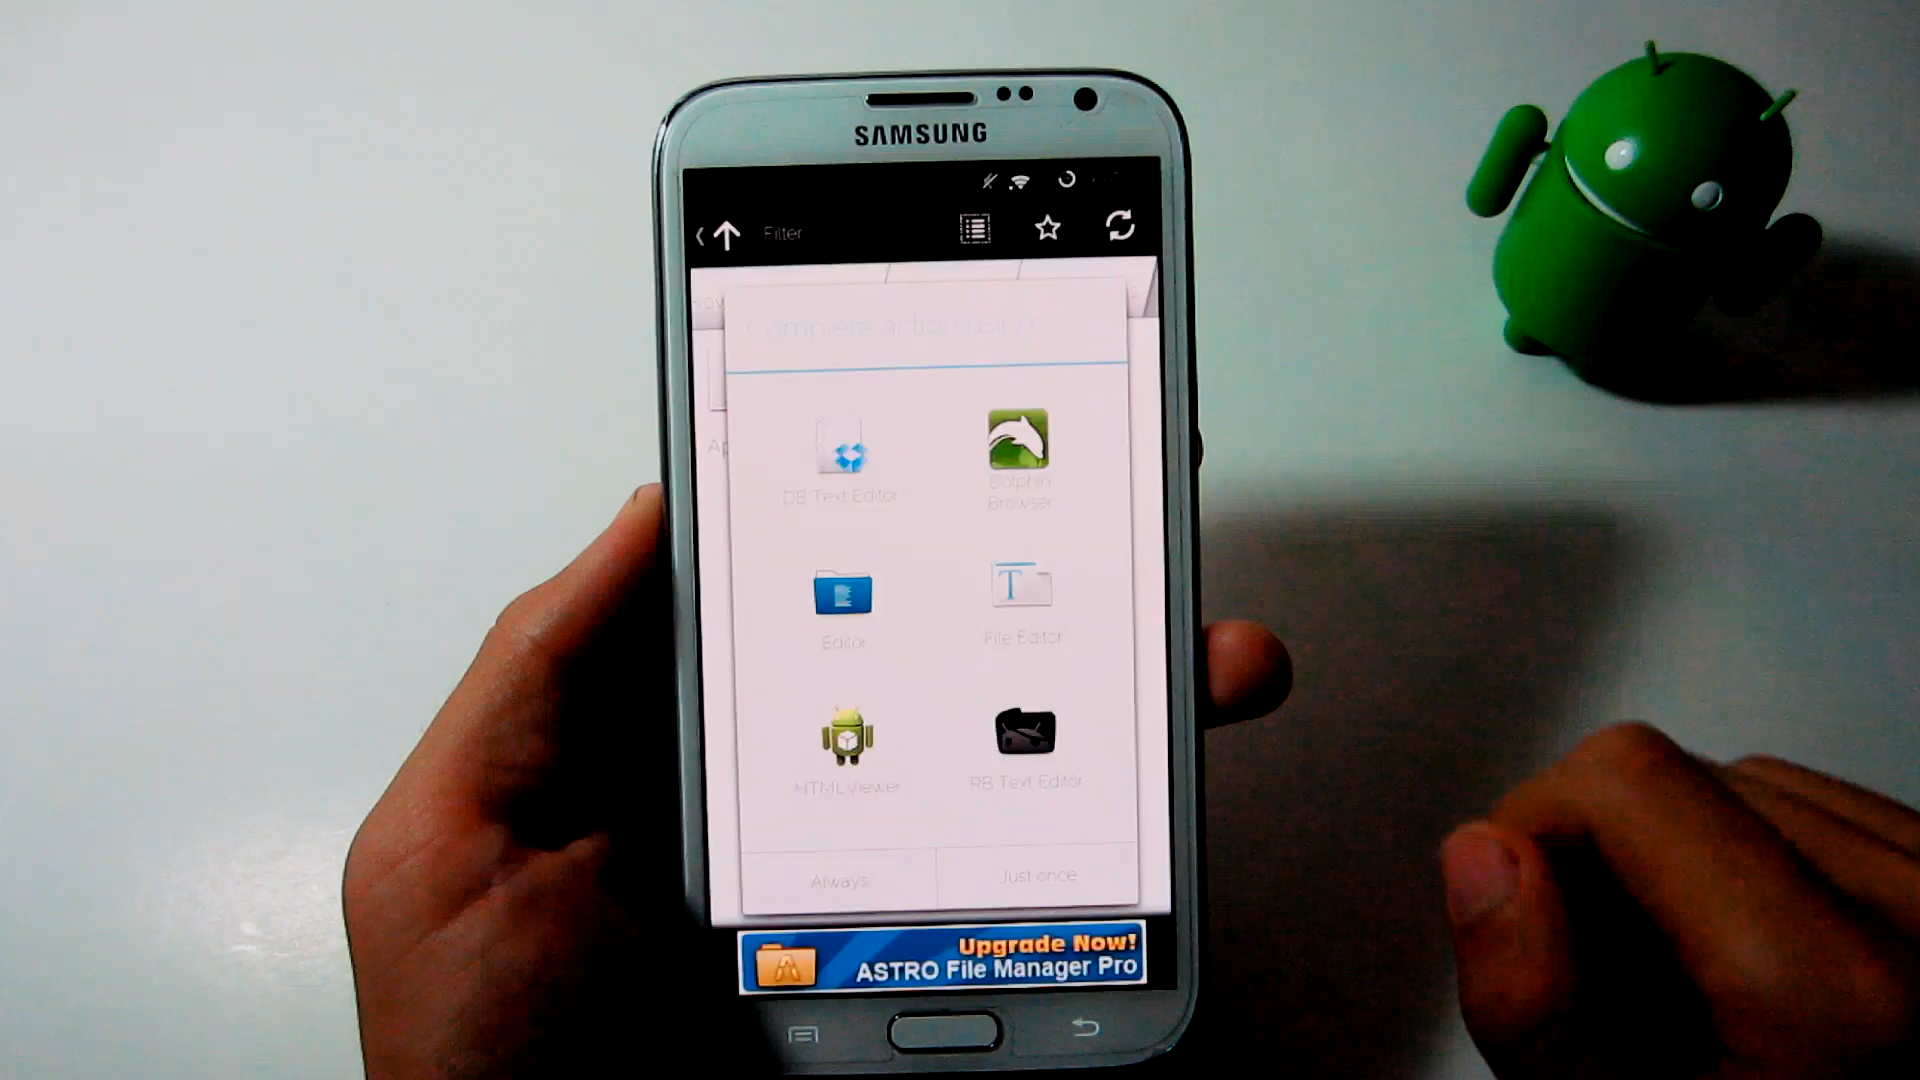 SAMSUNG
Filter
Complete action using
DB Text Editor
Dolphin
Browser
Editor
File Editor
HTMLViewer
RB Text Editor
Always
Just once
Upgrade Now!
ASTRO File Manager Pro